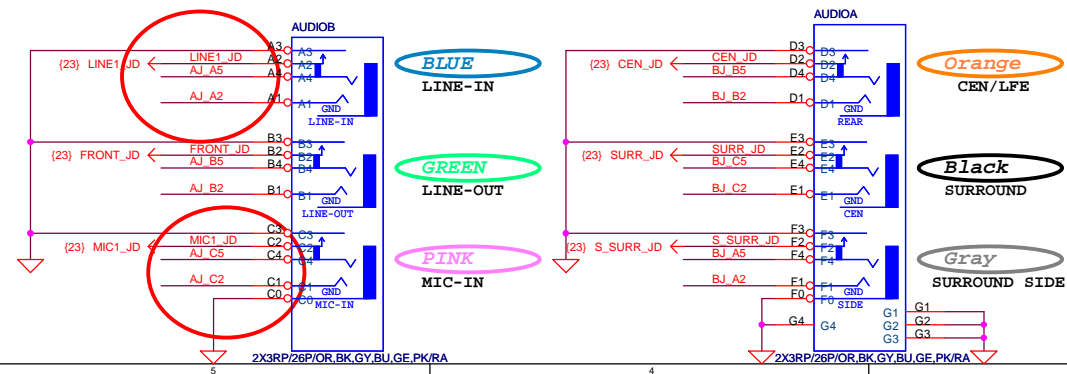 AUDIOB
A3 A3
{23} LINE1_JD LINE1_JD A2 A2
AJ_A5 A4 A4
AJ_A2 A1 A1
GND
LINE-IN
BLUE
LINE-IN
B3 B3
{23} FRONT_JD FRONT_JD B2 B2
AJ_B5 B4 B4
AJ_B2 B1 B1
GND
LINE-OUT
GREEN
LINE-OUT
C3 C3
{23} MIC1_JD MIC1_JD C2 C2
AJ_C5 C4 C4
AJ_C2 C1 C1
GND
C0 C0
MIC-IN
PINK
MIC-IN
2X3RP/26P/OR,BK,GY,BU,GE,PK/RA
AUDIOA
D3 D3
{23} CEN_JD CEN_JD D2 D2
BJ_B5 D4 D4
BJ_B2 D1 D1
GND
REAR
Orange
CEN/LFE
E3 E3
{23} SURR_JD SURR_JD E2 E2
BJ_C5 E4 E4
BJ_C2 E1 E1
GND
CEN
Black
SURROUND
F3 F3
{23} S_SURR_JD S_SURR_JD F2 F2
BJ_A5 F4 F4
BJ_A2 F1 F1
GND
F0 F0
SIDE
Gray
SURROUND SIDE
G4 G4
G1 G1
G2 G2
G3 G3
2X3RP/26P/OR,BK,GY,BU,GE,PK/RA
5
4